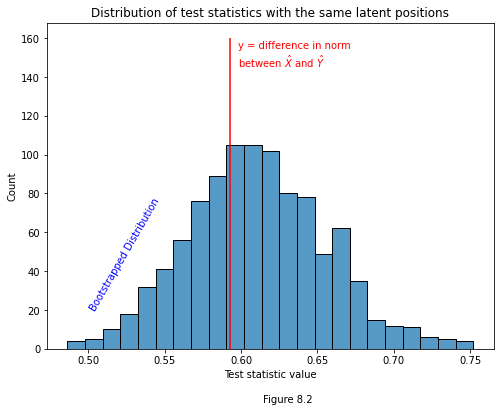 Distribution of test statistics with the same latent positions
160
140
120
100
80
60
40
20
0
Count
y = difference in norm
between X̂ and Ŷ
Bootstrapped Distribution
0.50 0.55 0.60 0.65 0.70 0.75
Test statistic value
Figure 8.2